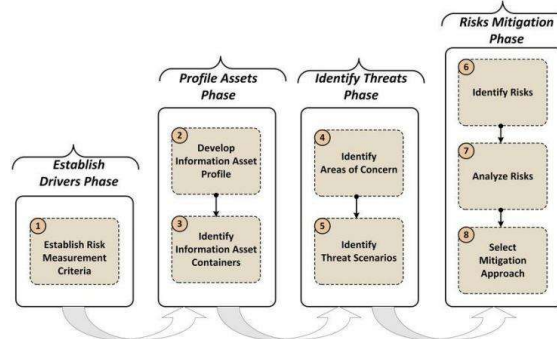 Establish
Drivers Phase
1
Establish Risk
Measurement
Criteria
Profile Assets
Phase
2
Develop
Information Asset
Profile
3
Identify
Information Asset
Containers
Identify Threats
Phase
4
Identify
Areas of Concern
5
Identify
Threat Scenarios
Risks Mitigation
Phase
6
Identify Risks
7
Analyze Risks
8
Select
Mitigation
Approach